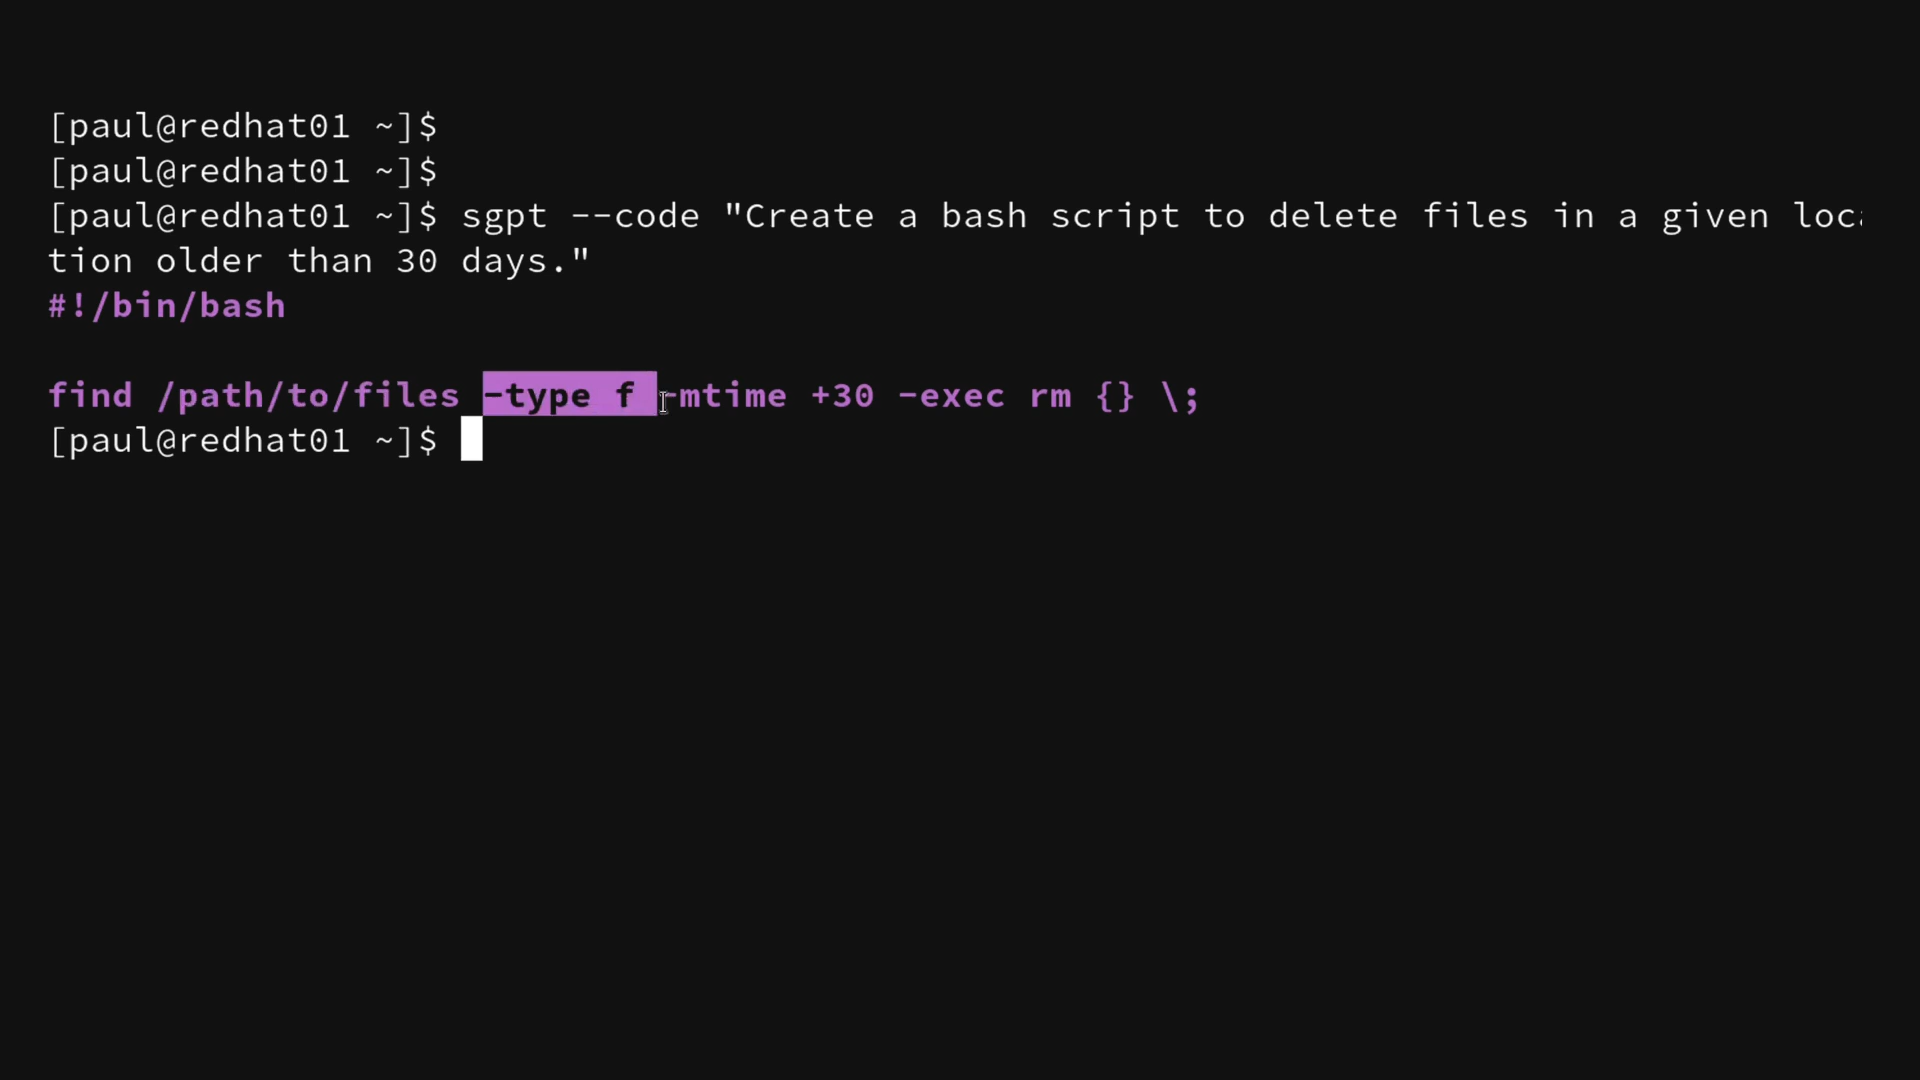 [paul@redhat01 ~]$
[paul@redhat01 ~]$
[paul@redhat01 ~]$ sgpt --code "Create a bash script to delete files in a given loca
tion older than 30 days."
#!/bin/bash
find /path/to/files -type f -mtime +30 -exec rm {} \;
[paul@redhat01 ~]$